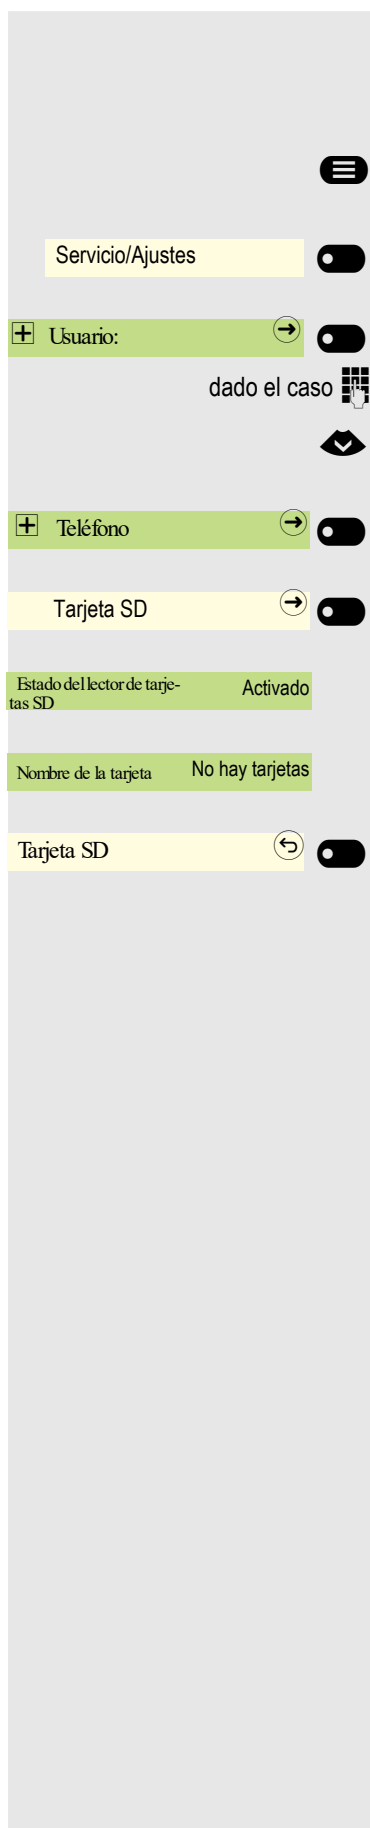 Servicio/Ajustes
Usuario:
dado el caso
Teléfono
Tarjeta SD
Estado del lector de tarje-
tas SD
Activado
Nombre de la tarjeta No hay tarjetas
Tarjeta SD